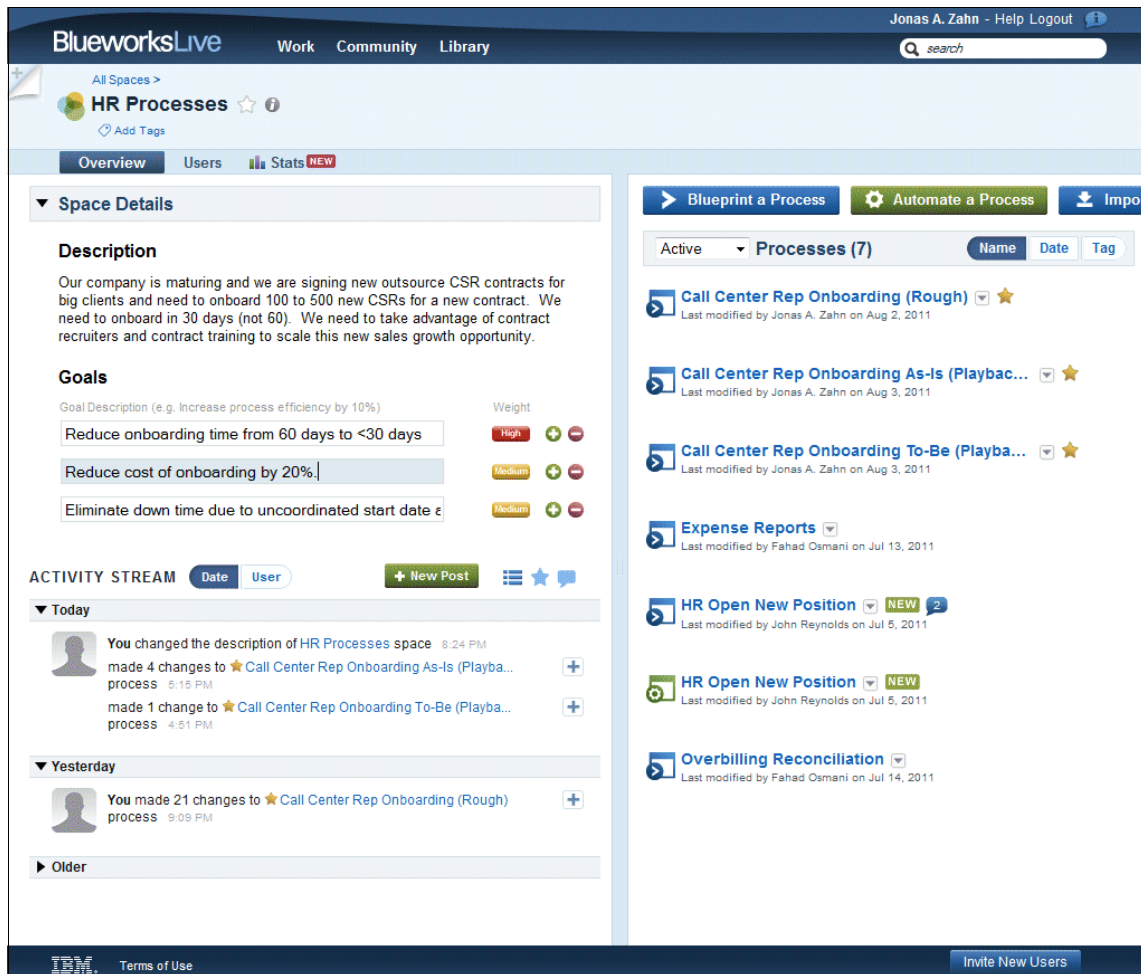 Jonas A. Zahn - Help Logout
BlueworksLive
Work Community Library
search
All Spaces >
HR Processes
Add Tags
Overview Users Stats NEW
Space Details
Description
Our company is maturing and we are signing new outsource CSR contracts for
big clients and need to onboard 100 to 500 new CSRs for a new contract. We
need to onboard in 30 days (not 60). We need to take advantage of contract
recruiters and contract training to scale this new sales growth opportunity.
Goals
Goal Description (e.g. Increase process efficiency by 10%) Weight
Reduce onboarding time from 60 days to <30 days High
Reduce cost of onboarding by 20%. Medium
Eliminate down time due to uncoordinated start date a Medium
ACTIVITY STREAM Date User + New Post
Today
You changed the description of HR Processes space 8:24 PM
made 4 changes to Call Center Rep Onboarding As-Is (Playba...
process 5:15 PM
made 1 change to Call Center Rep Onboarding To-Be (Playba...
process 4:51 PM
Yesterday
You made 21 changes to Call Center Rep Onboarding (Rough)
process 9:09 PM
Older
Blueprint a Process Automate a Process Impo
Active Processes (7) Name Date Tag
Call Center Rep Onboarding (Rough)
Last modified by Jonas A. Zahn on Aug 2, 2011
Call Center Rep Onboarding As-Is (Playbac...
Last modified by Jonas A. Zahn on Aug 3, 2011
Call Center Rep Onboarding To-Be (Playba...
Last modified by Jonas A. Zahn on Aug 3, 2011
Expense Reports
Last modified by Fahad Osmani on Jul 13, 2011
HR Open New Position NEW 2
Last modified by John Reynolds on Jul 5, 2011
HR Open New Position NEW
Last modified by John Reynolds on Jul 5, 2011
Overbilling Reconciliation
Last modified by Fahad Osmani on Jul 14, 2011
IBM. Terms of Use Invite New Users